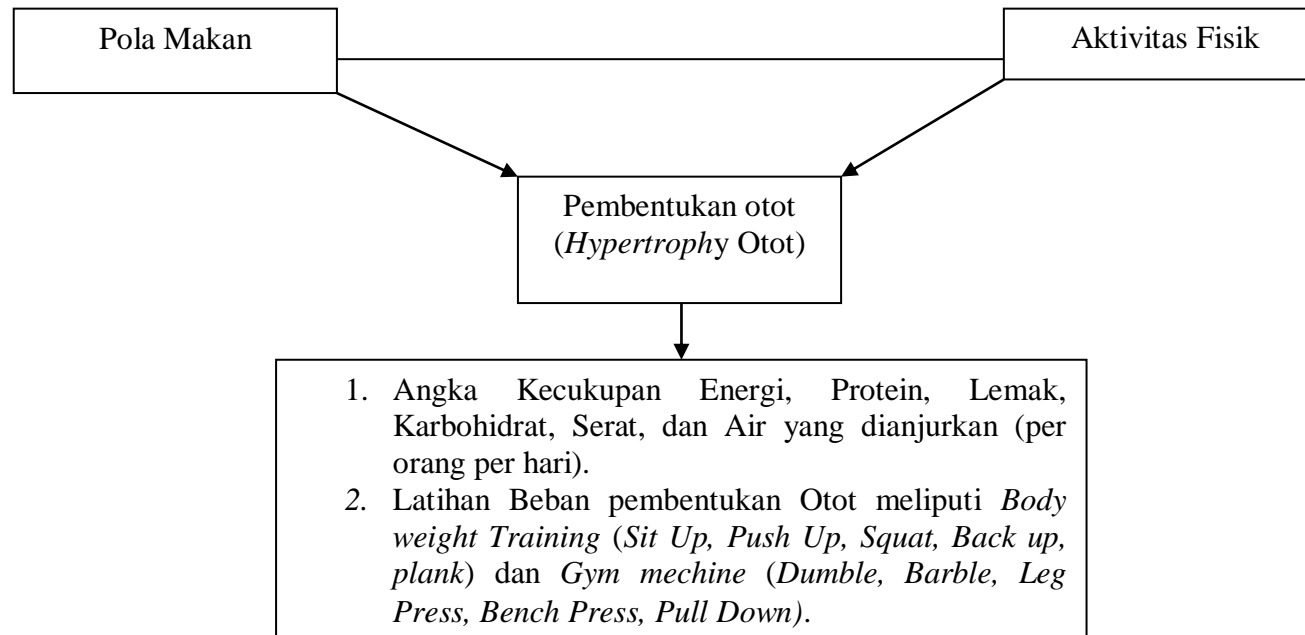 Pola Makan
Aktivitas Fisik
Pembentukan otot
(Hypertrophy Otot)
1. Angka Kecukupan Energi, Protein, Lemak,
Karbohidrat, Serat, dan Air yang dianjurkan (per
orang per hari).
2. Latihan Beban pembentukan Otot meliputi Body
weight Training (Sit Up, Push Up, Squat, Back up,
plank) dan Gym mechine (Dumble, Barble, Leg
Press, Bench Press, Pull Down).